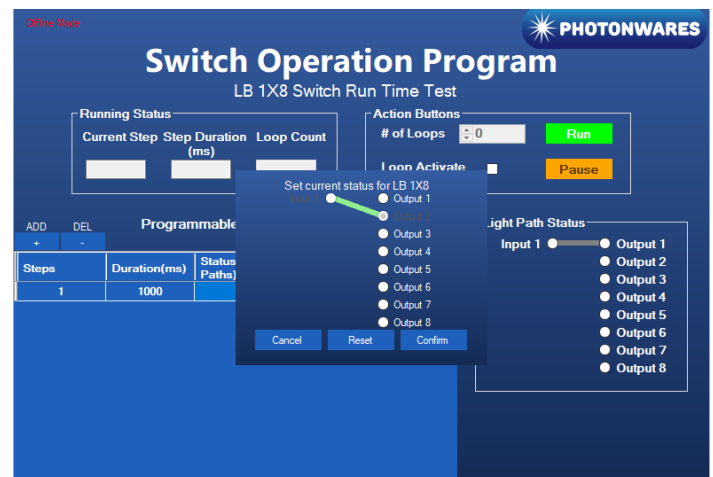 Offline Mode
PHOTONWARES
Switch Operation Program
LB 1X8 Switch Run Time Test
Running Status
Current Step Step Duration (ms) Loop Count
Action Buttons
# of Loops 0 Run
Loop Activate Pause
Set current status for LB 1X8
Output 1
Output 2
Output 3
Output 4
Output 5
Output 6
Output 7
Output 8
Cancel Reset Confirm
ADD DEL
+ -
Programmable
Steps Duration(ms) Status Paths)
1 1000
Light Path Status
Input 1 Output 1
Output 2
Output 3
Output 4
Output 5
Output 6
Output 7
Output 8